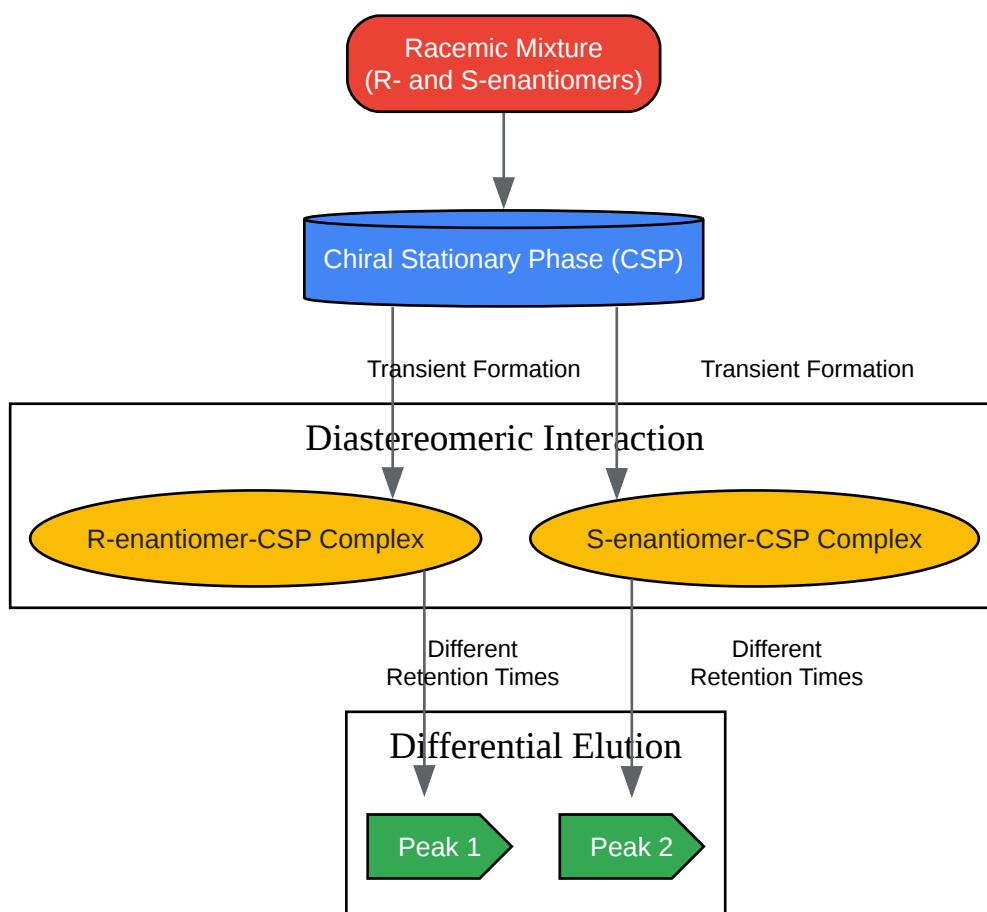 Racemic Mixture
(R- and S-enantiomers)
Chiral Stationary Phase (CSP)
Transient Formation
Transient Formation
Diastereomeric Interaction
R-enantiomer-CSP Complex
S-enantiomer-CSP Complex
Different
Retention Times
Different
Retention Times
Differential Elution
Peak 1
Peak 2